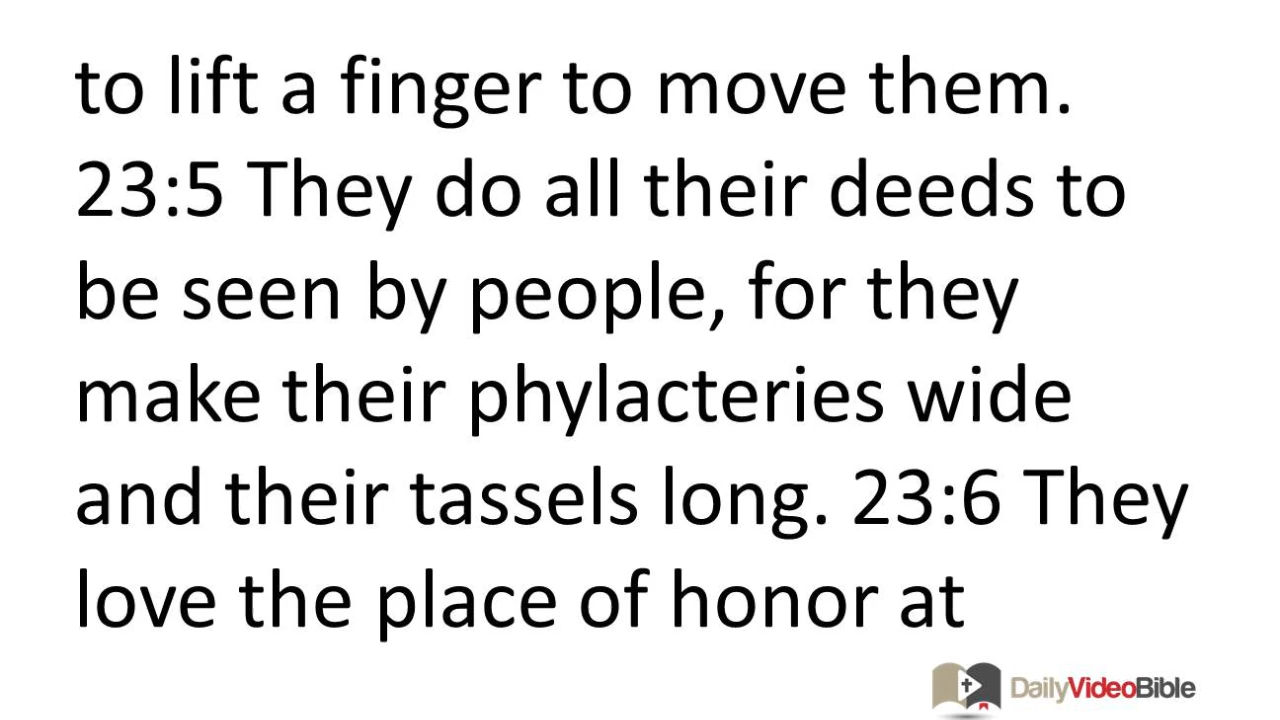 to lift a finger to move them.
23:5 They do all their deeds to
be seen by people, for they
make their phylacteries wide
and their tassels long. 23:6 They
love the place of honor at
DailyVideoBible